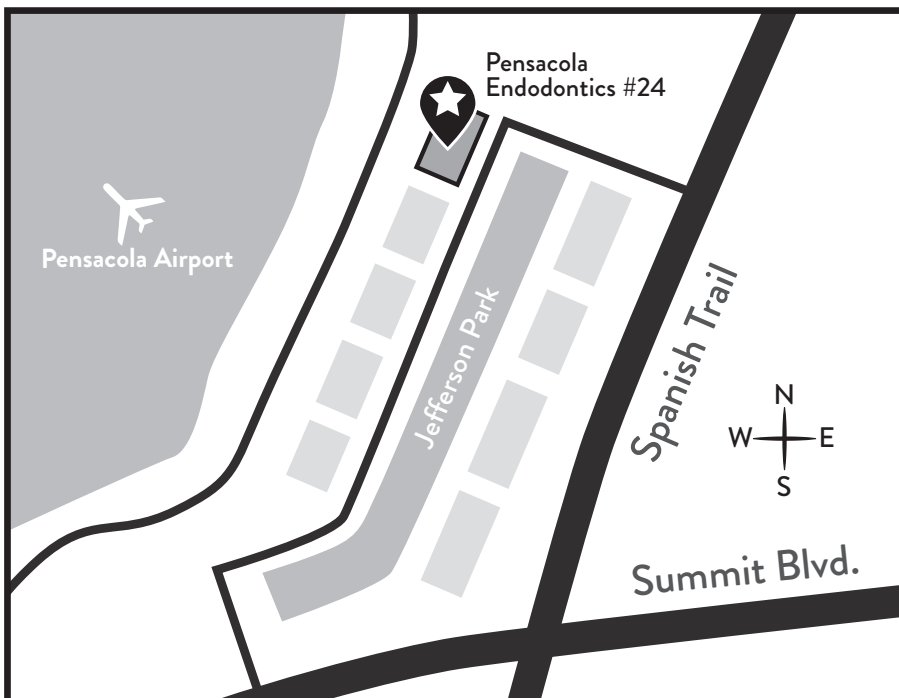 Pensacola
Endodontics #24
Pensacola Airport
Jefferson Park
Spanish Trail
N
W E
S
Summit Blvd.